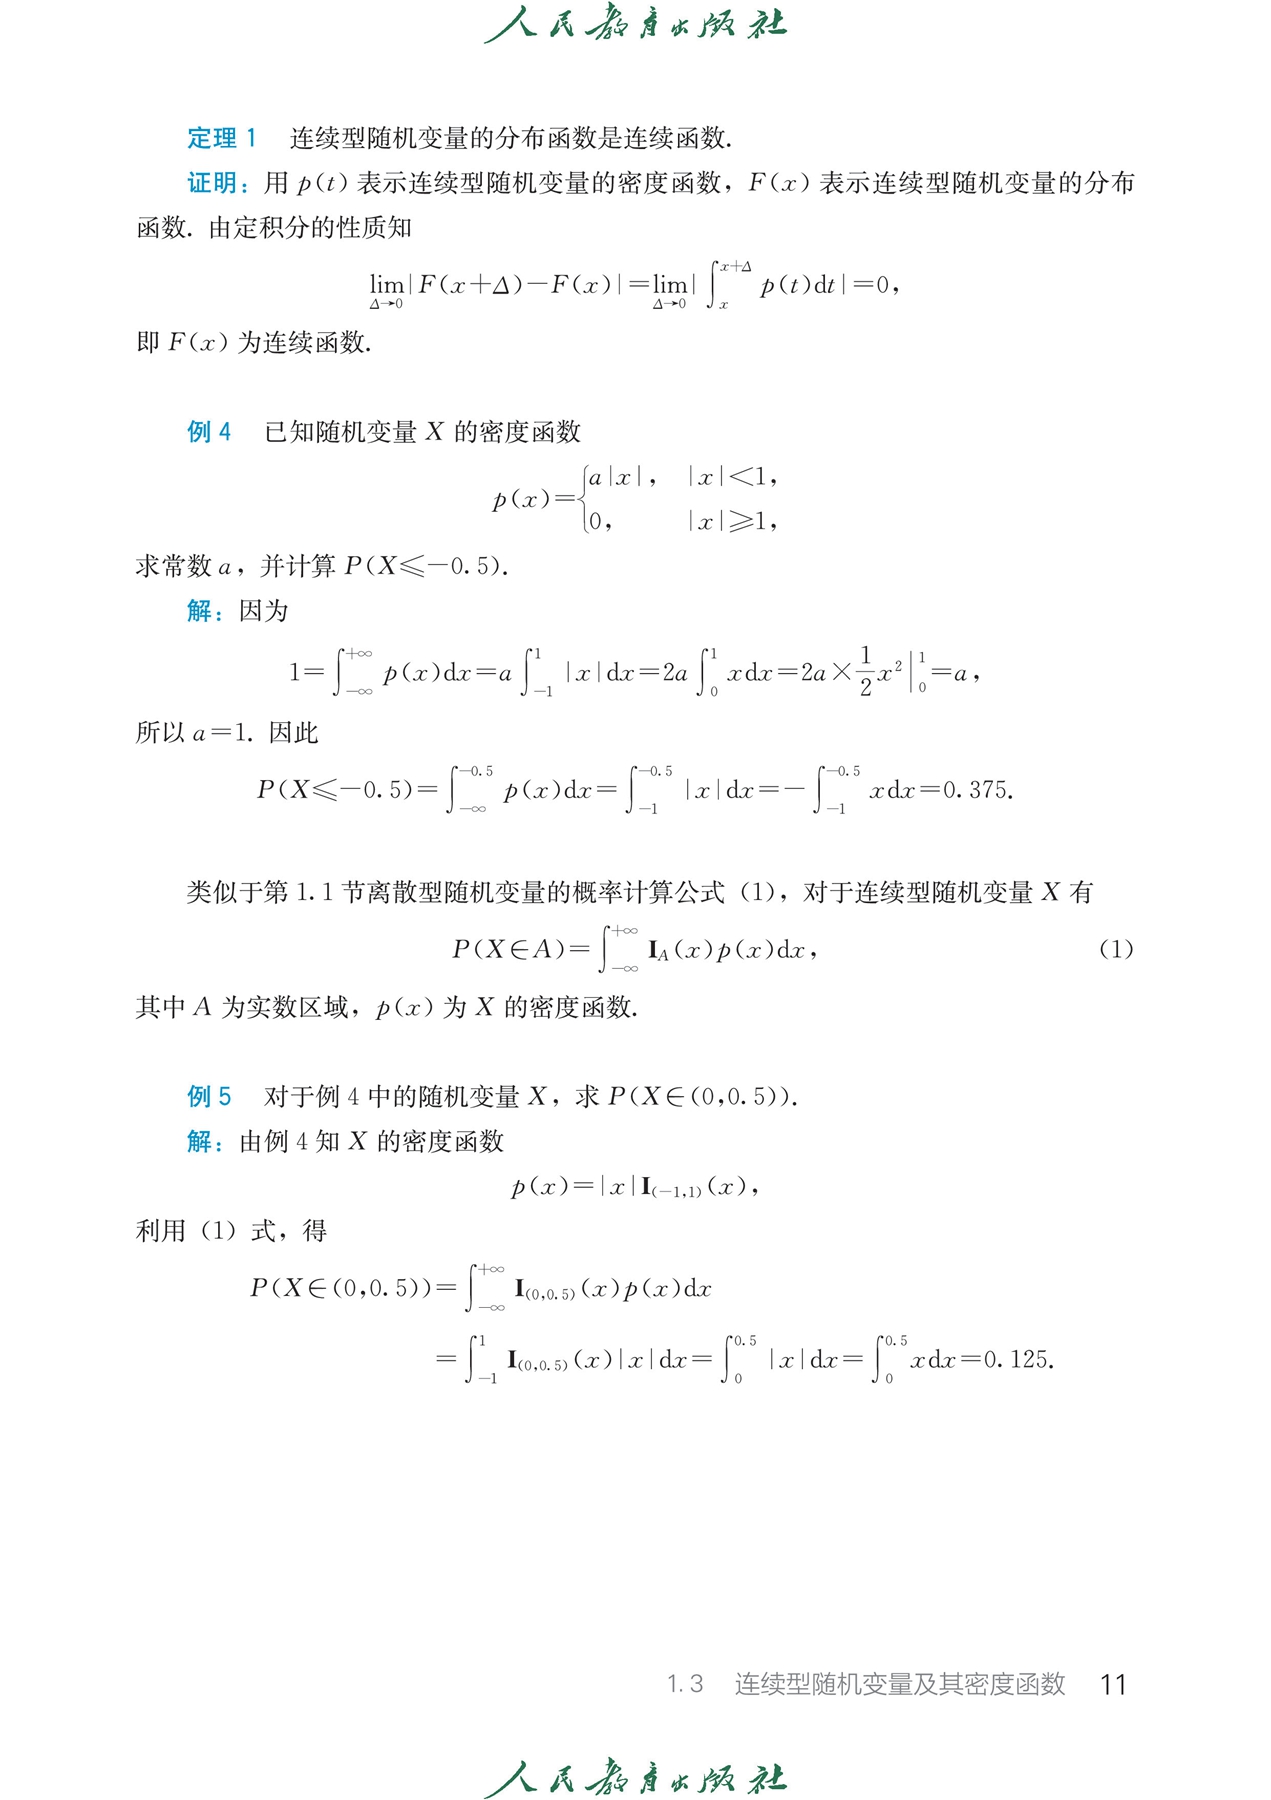 人民教育出版社
定理 1 连续型随机变量的分布函数是连续函数.
证明：用 p(t) 表示连续型随机变量的密度函数，F(x) 表示连续型随机变量的分布
函数. 由定积分的性质知
$\lim_{\Delta\to 0}|F(x+\Delta)-F(x)|=\lim_{\Delta\to 0}|\int_{x}^{x+\Delta}p(t)\mathrm{d}t|=0,$
即 F(x) 为连续函数.
例 4 已知随机变量 X 的密度函数
$p(x)=\begin{cases}a|x|, & |x|<1,\\ 0, & |x|\geqslant 1,\end{cases}$
求常数 a，并计算 P(X⩽−0.5).
解：因为
$1=\int_{-\infty}^{+\infty}p(x)\mathrm{d}x=a\int_{-1}^{1}|x|\mathrm{d}x=2a\int_{0}^{1}x\mathrm{d}x=2a\times\frac{1}{2}x^{2}\Big|_{0}^{1}=a,$
所以 a=1. 因此
$P(X\leqslant -0.5)=\int_{-\infty}^{-0.5}p(x)\mathrm{d}x=\int_{-1}^{-0.5}|x|\mathrm{d}x=-\int_{-1}^{-0.5}x\mathrm{d}x=0.375.$
类似于第 1.1 节离散型随机变量的概率计算公式（1），对于连续型随机变量 X 有
$P(X\in A)=\int_{-\infty}^{+\infty}\mathbf{I}_{A}(x)p(x)\mathrm{d}x,$ （1）
其中 A 为实数区域，p(x) 为 X 的密度函数.
例 5 对于例 4 中的随机变量 X，求 P(X∈(0,0.5)).
解：由例 4 知 X 的密度函数
$p(x)=|x|\mathbf{I}_{(-1,1)}(x),$
利用（1）式，得
$P(X\in(0,0.5))=\int_{-\infty}^{+\infty}\mathbf{I}_{(0,0.5)}(x)p(x)\mathrm{d}x$
$=\int_{-1}^{1}\mathbf{I}_{(0,0.5)}(x)|x|\mathrm{d}x=\int_{0}^{0.5}|x|\mathrm{d}x=\int_{0}^{0.5}x\mathrm{d}x=0.125.$
1.3 连续型随机变量及其密度函数 11
人民教育出版社